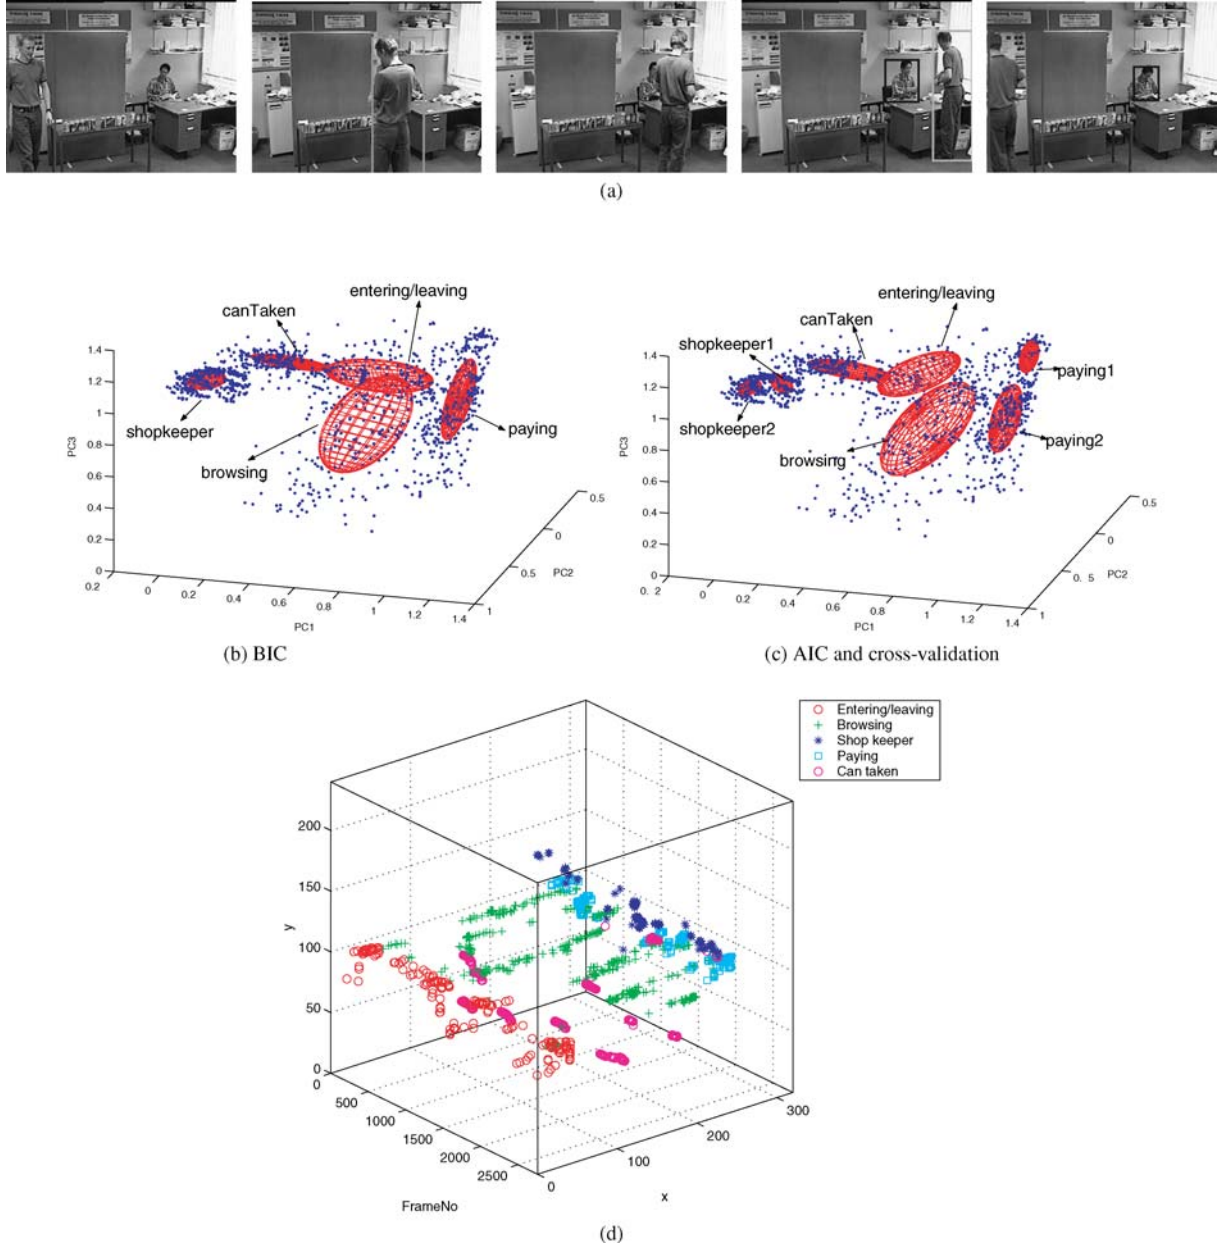 (a)
entering/leaving
canTaken
1.4
1.2
1
0.8
0.6
0.4
0.2
0
PC3
shopkeeper
browsing
paying
0.2
0
0.2
0.4
0.6
0.8
1
1.2
1.4
PC1
0.5
0
0.5
1
PC2
(b) BIC
entering/leaving
canTaken
shopkeeper1
shopkeeper2
browsing
paying1
paying2
1.4
1.2
1
0.8
0.6
0.4
0.2
0
PC3
0. 2
0
0.2
0.4
0.6
0.8
1
1.2
1.4
PC1
0.5
0
0. 5
1
PC2
(c) AIC and cross-validation
Entering/leaving
Browsing
Shop keeper
Paying
Can taken
200
150
100
50
0
y
0
500
1000
1500
2000
2500
FrameNo
0
100
200
300
x
(d)